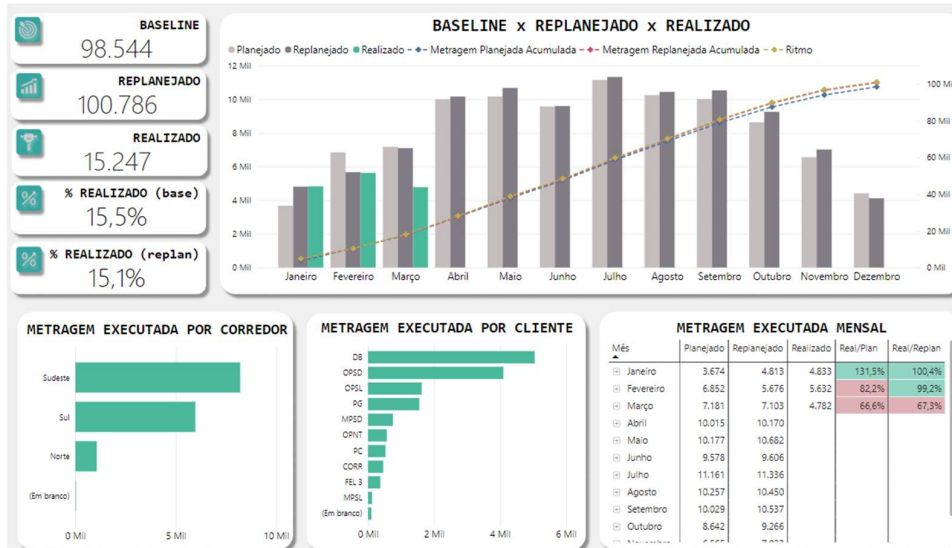 BASELINE
98.544
REPLANEJADO
100.786
REALIZADO
15.247
% REALIZADO (base)
15,5%
% REALIZADO (replan)
15,1%
BASELINE x REPLANEJADO x REALIZADO
Planejado Replanejado Realizado Metragem Planejada Acumulada Metragem Replanejada Acumulada Ritmo
12 Mil
10 Mil
8 Mil
6 Mil
4 Mil
2 Mil
0 Mil
100 Mil
80 Mil
60 Mil
40 Mil
20 Mil
0 Mil
Janeiro Fevereiro Março Abril Maio Junho Julho Agosto Setembro Outubro Novembro Dezembro
METRAGEM EXECUTADA POR CORREDOR
Sudeste
Sul
Norte
(Em branco)
0 Mil 5 Mil 10 Mil
METRAGEM EXECUTADA POR CLIENTE
DB
OPSD
OPSL
PG
MPSD
OPNT
PC
CORR
FEL 3
MPSL
(Em branco)
0 Mil 2 Mil 4 Mil 6 Mil
METRAGEM EXECUTADA MENSAL
Mês Planejado Replanejado Realizado Real/Plan Real/Replan
Janeiro 3.674 4.813 4.833 131,5% 100,4%
Fevereiro 6.852 5.676 5.632 82,2% 99,2%
Março 7.181 7.103 4.782 66,6% 67,3%
Abril 10.015 10.170
Maio 10.177 10.682
Junho 9.578 9.606
Julho 11.161 11.336
Agosto 10.257 10.450
Setembro 10.029 10.537
Outubro 8.642 9.266